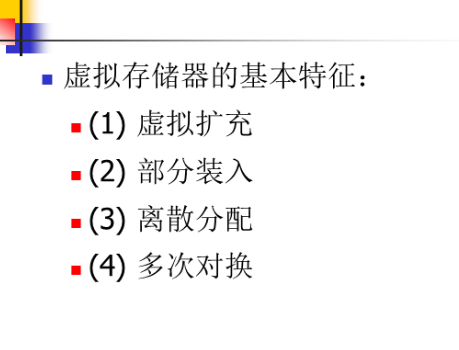 虚拟存储器的基本特征：
(1) 虚拟扩充
(2) 部分装入
(3) 离散分配
(4) 多次对换